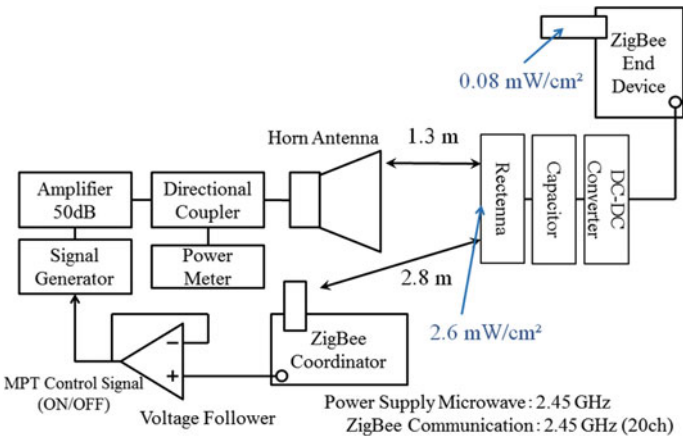 ZigBee
End
Device
0.08 mW/cm²
Horn Antenna
1.3 m
Amplifier
50dB
Directional
Coupler
Rectenna
Capacitor
DC-DC
Converter
Signal
Generator
Power
Meter
2.8 m
2.6 mW/cm²
ZigBee
Coordinator
−
+
MPT Control Signal
(ON/OFF)
Voltage Follower
Power Supply Microwave : 2.45 GHz
ZigBee Communication : 2.45 GHz (20ch)